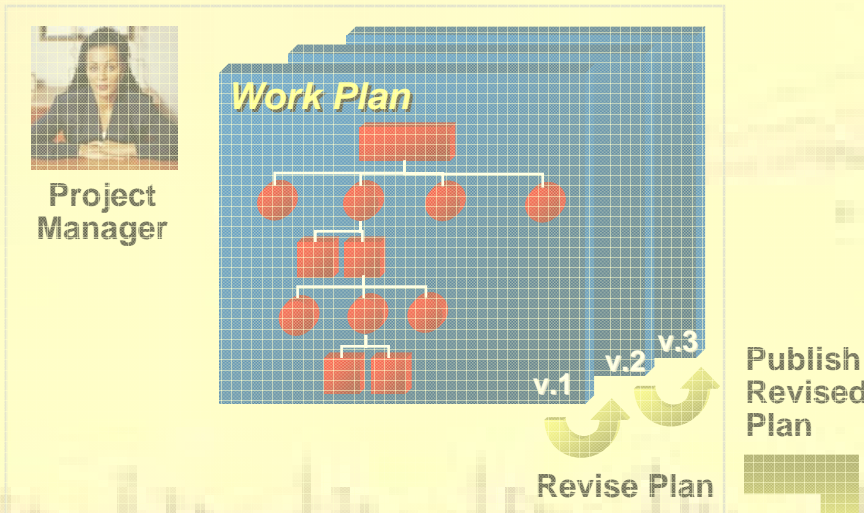 Work Plan
Project
Manager
v.1
v.2
v.3
Revise Plan
Publish
Revised
Plan